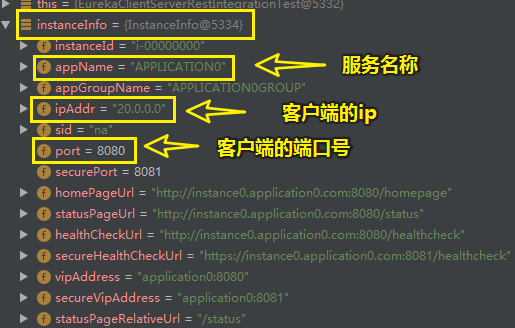 this = {EurekaClientServerRestIntegrationTest@5332}
instanceInfo = {InstanceInfo@5334}
instanceId = "i-00000000"
appName = "APPLICATION0" 服务名称
appGroupName = "APPLICATION0GROUP"
ipAddr = "20.0.0.0" 客户端的ip
sid = "na"
port = 8080 客户端的端口号
securePort = 8081
homePageUrl = "http://instance0.application0.com:8080/homepage"
statusPageUrl = "http://instance0.application0.com:8080/status"
healthCheckUrl = "http://instance0.application0.com:8080/healthcheck"
secureHealthCheckUrl = "https://instance0.application0.com:8081/healthcheck"
vipAddress = "application0:8080"
secureVipAddress = "application0:8081"
statusPageRelativeUrl = "/status"